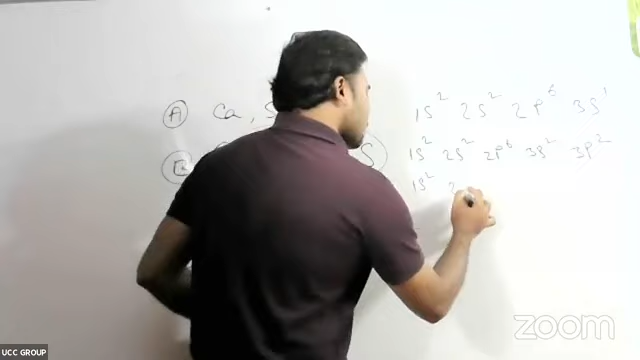 (A) Ca, S
1S² 2S² 2P⁶ 3S¹
(B) S
1S² 2S² 2P⁶ 3S² 3P²
1S² 2
zoom
UCC GROUP